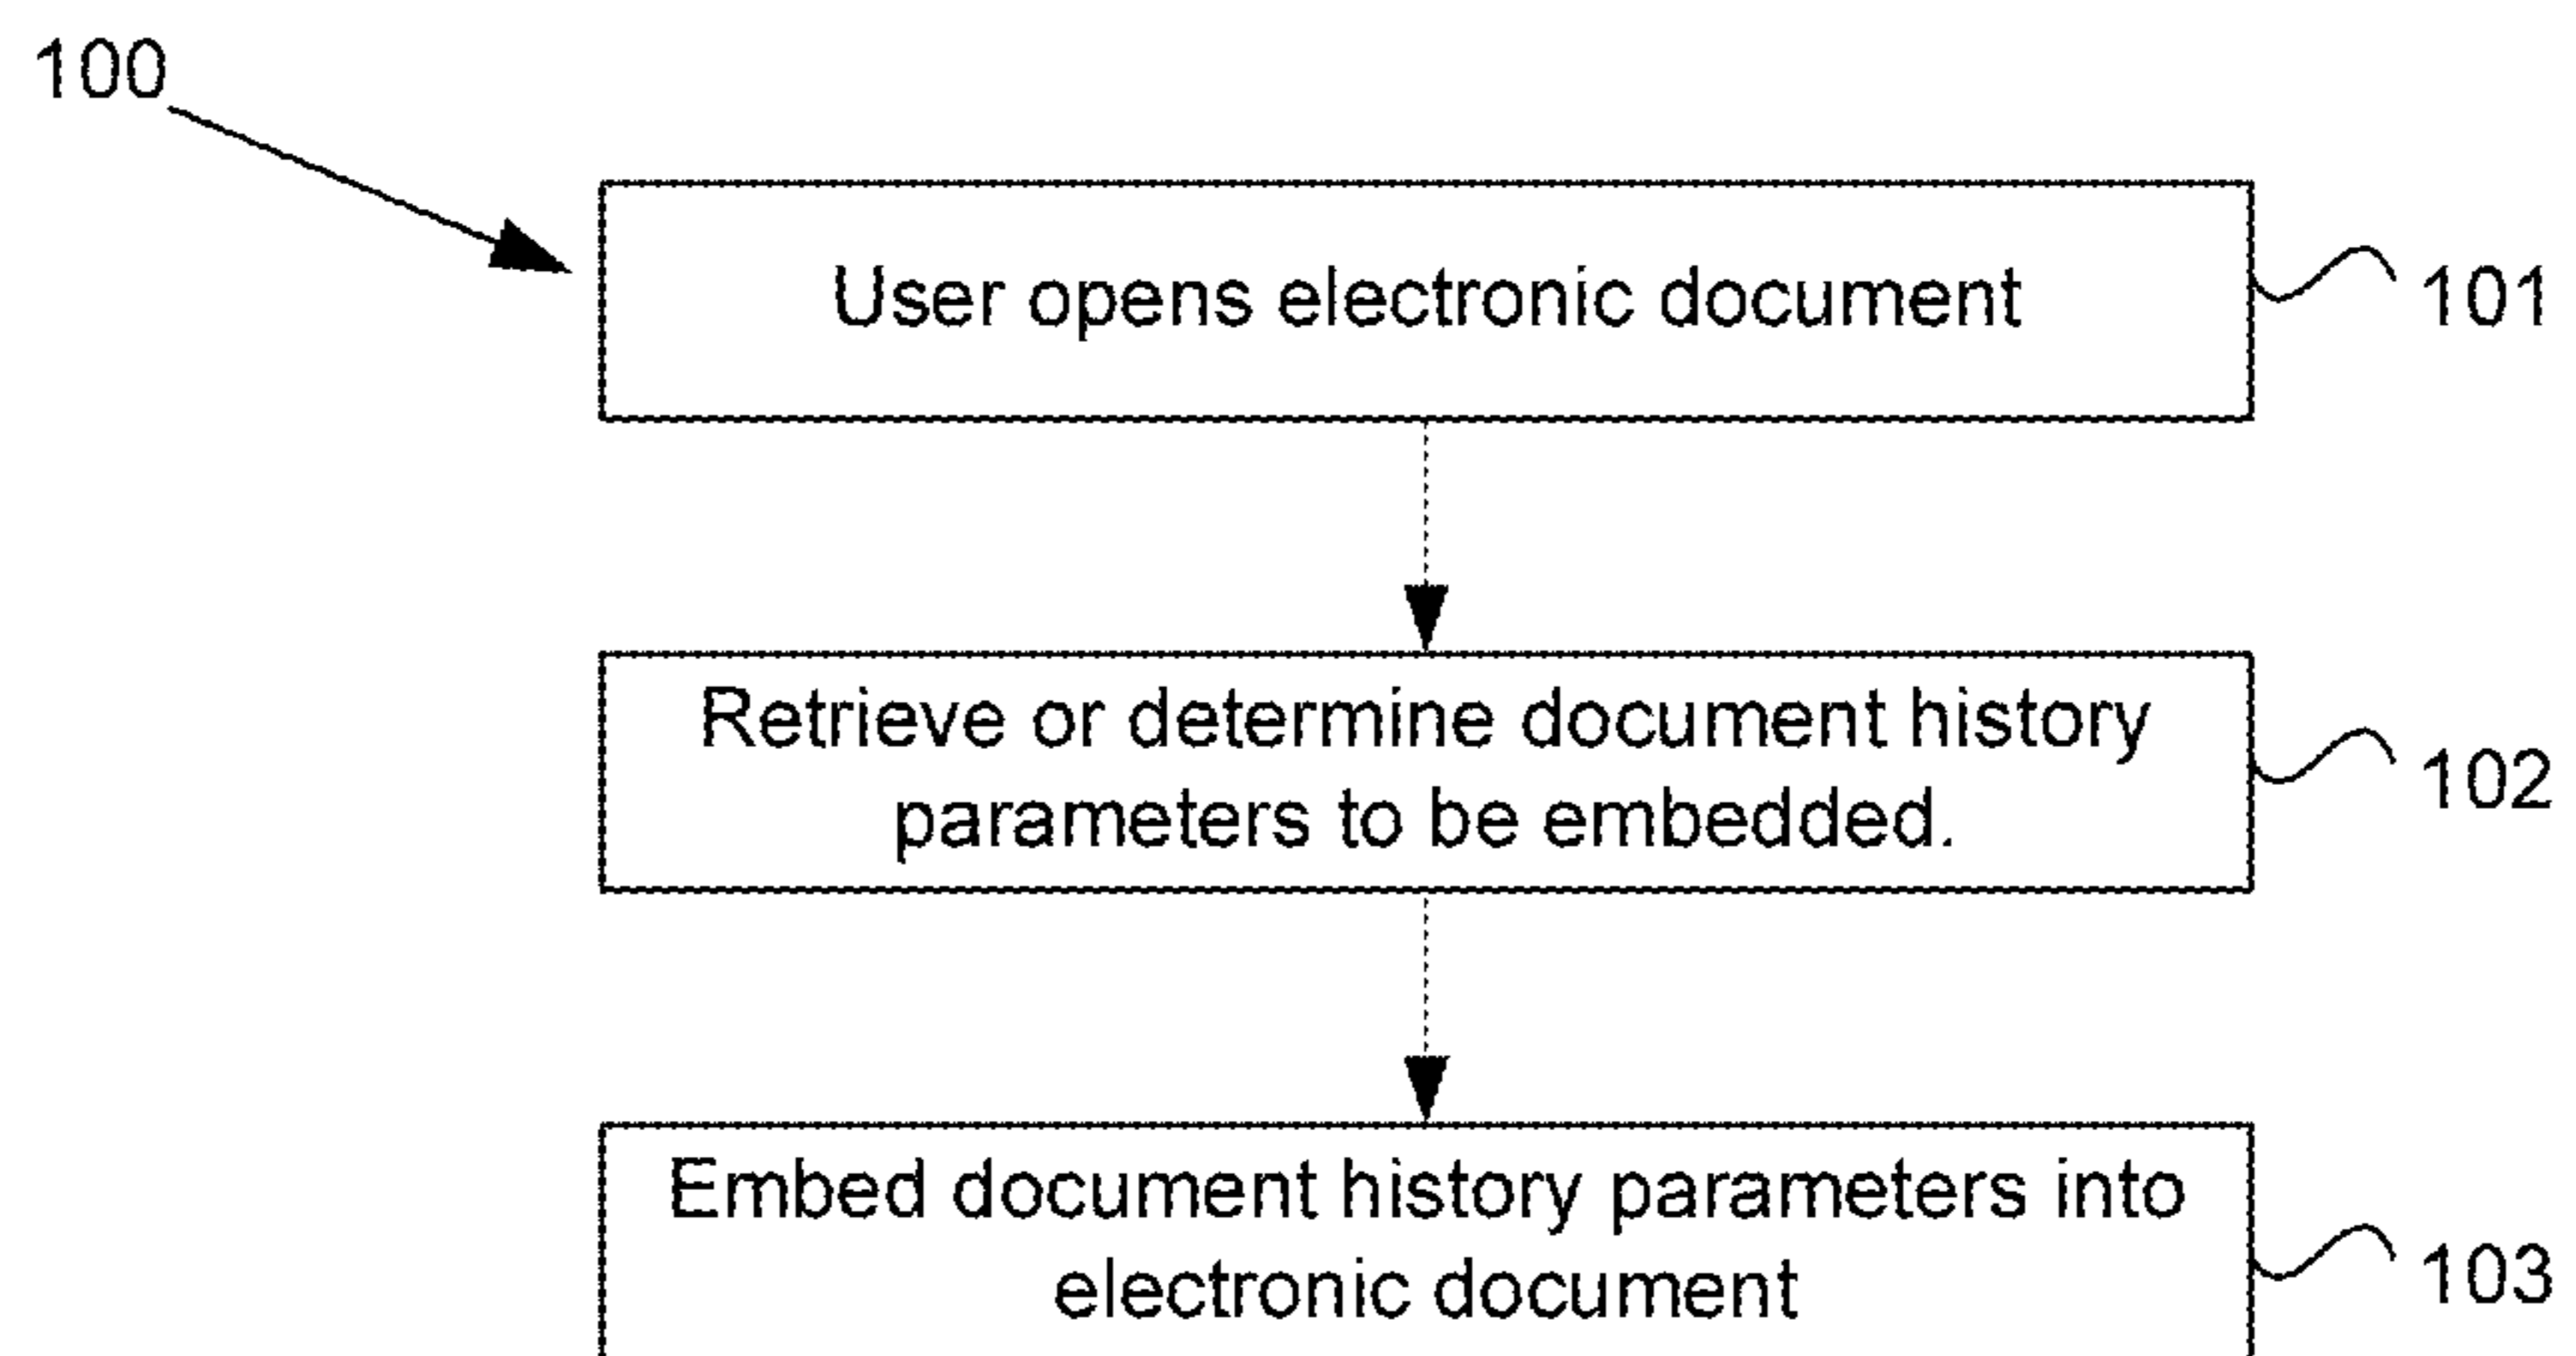 100
User opens electronic document
101
Retrieve or determine document history
parameters to be embedded.
102
Embed document history parameters into
electronic document
103